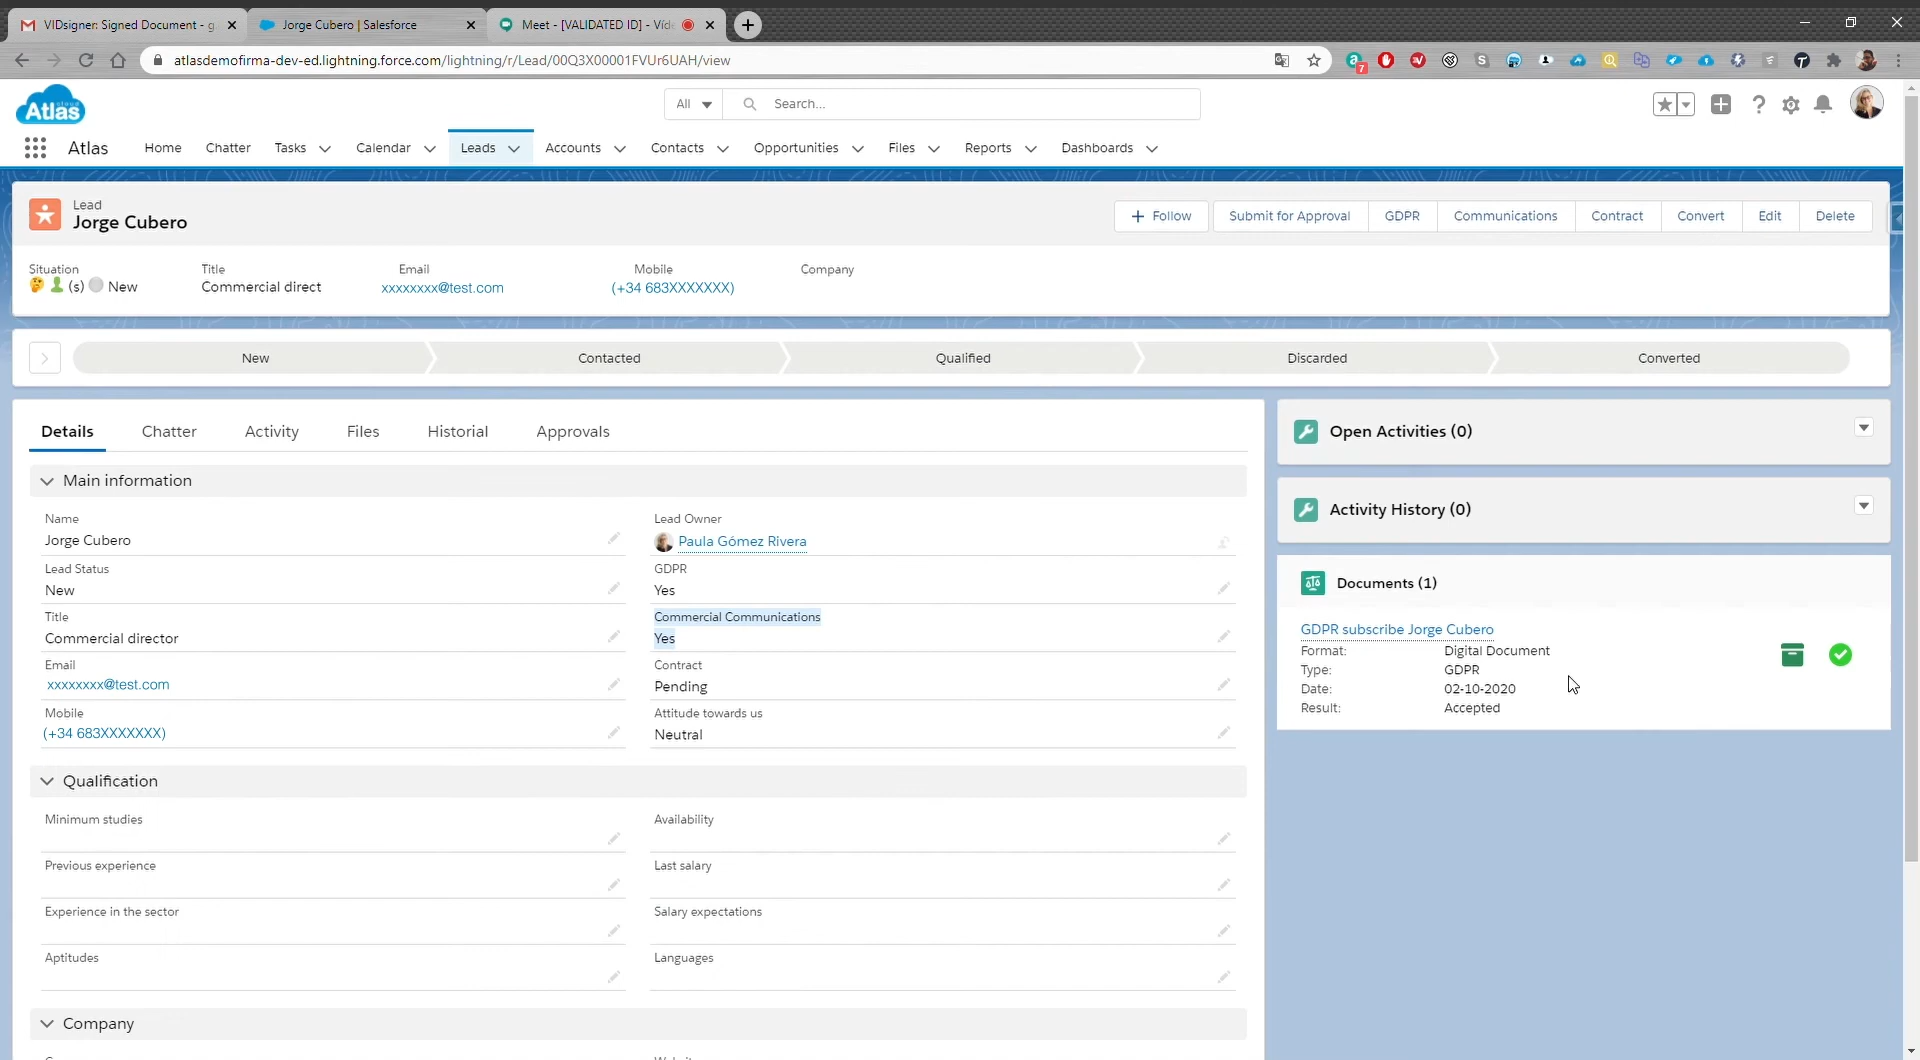 VIDsigner: Signed Document - g
Jorge Cubero | Salesforce
Meet - [VALIDATED ID] - Vid
atlasdemofirma-dev-ed.lightning.force.com/lightning/r/Lead/00Q3X00001FVUr6UAH/view
7
Atlas
cloud
All
Search...
Atlas
Home
Chatter
Tasks
Calendar
Leads
Accounts
Contacts
Opportunities
Files
Reports
Dashboards
Lead
Jorge Cubero
Follow
Submit for Approval
GDPR
Communications
Contract
Convert
Edit
Delete
Situation
(s) New
Title
Commercial direct
Email
xxxxxxxx@test.com
Mobile
(+34 683XXXXXXX)
Company
New
Contacted
Qualified
Discarded
Converted
Details
Chatter
Activity
Files
Historial
Approvals
Main information
Name
Jorge Cubero
Lead Owner
Paula Gómez Rivera
Lead Status
New
GDPR
Yes
Title
Commercial director
Commercial Communications
Yes
Email
xxxxxxxx@test.com
Contract
Pending
Mobile
(+34 683XXXXXXX)
Attitude towards us
Neutral
Qualification
Minimum studies
Availability
Previous experience
Last salary
Experience in the sector
Salary expectations
Aptitudes
Languages
Company
Open Activities (0)
Activity History (0)
Documents (1)
GDPR subscribe Jorge Cubero
Format: Digital Document
Type: GDPR
Date: 02-10-2020
Result: Accepted